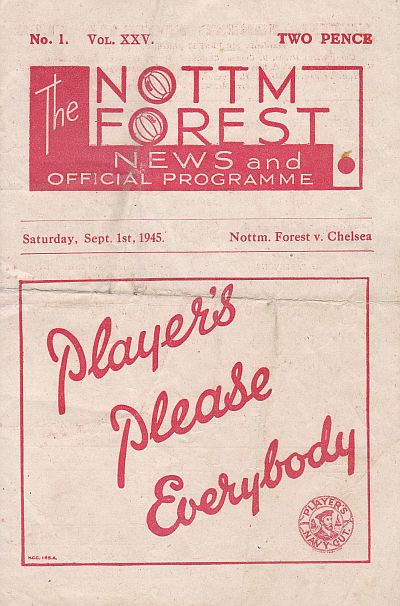 No. 1. VOL. XXV. TWO PENCE
The
NOTTM
FOREST
NEWS and
OFFICIAL PROGRAMME
Saturday, Sept. 1st, 1945. Nottm. Forest v. Chelsea
Player's
Please
Everybody
PLAYER'S
NAVY CUT